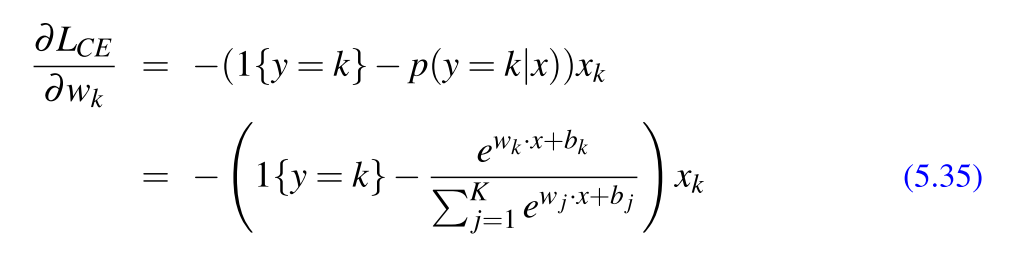 ∂L_CE/∂w_k = −(1{y = k} − p(y = k|x))x_k
= −(1{y = k} − e^{w_k·x+b_k} / ∑_{j=1}^{K} e^{w_j·x+b_j}) x_k (5.35)